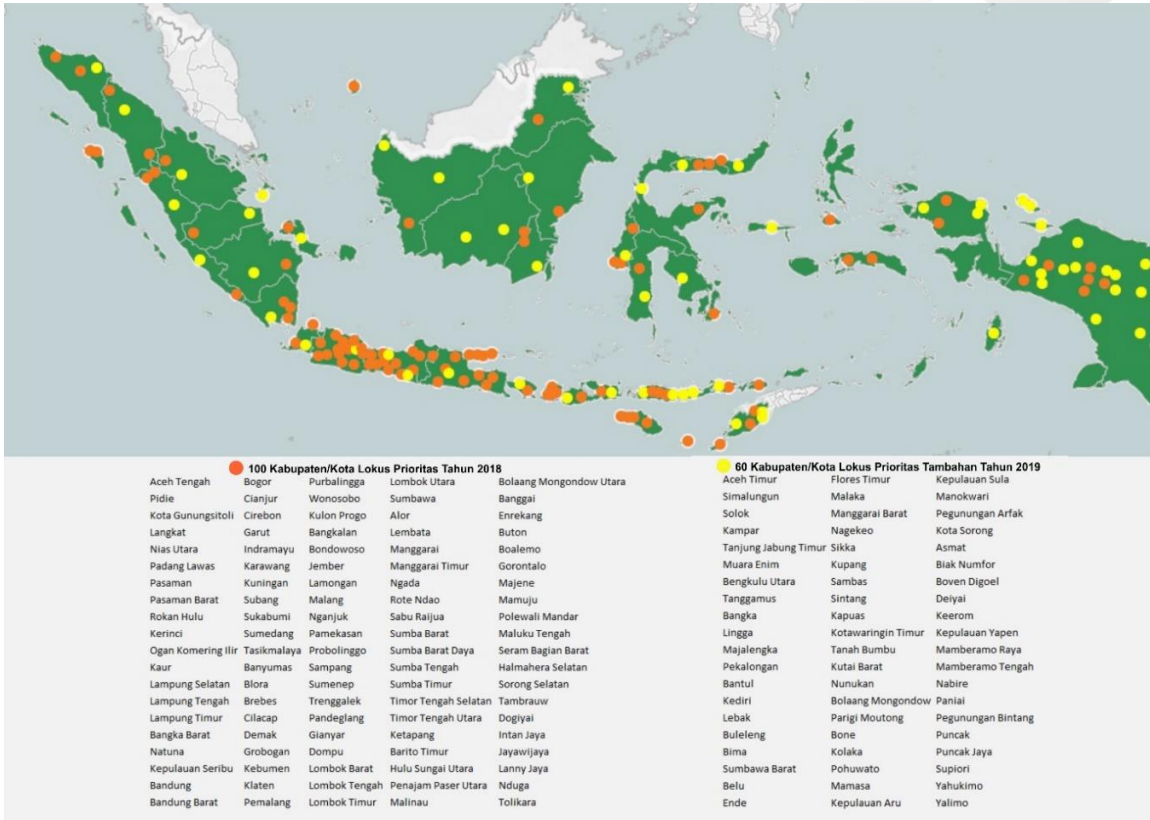 100 Kabupaten/Kota Lokus Prioritas Tahun 2018
Aceh Tengah
Pidie
Kota Gunungsitoli
Langkat
Nias Utara
Padang Lawas
Pasaman
Pasaman Barat
Rokan Hulu
Kerinci
Ogan Komering Ilir
Kaur
Lampung Selatan
Lampung Tengah
Lampung Timur
Bangka Barat
Natuna
Kepulauan Seribu
Bandung
Bandung Barat
Bogor
Cianjur
Cirebon
Garut
Indramayu
Karawang
Kuningan
Subang
Sukabumi
Sumedang
Tasikmalaya
Banyumas
Blora
Brebes
Cilacap
Demak
Grobogan
Kebumen
Klaten
Pemalang
Purbalingga
Wonosobo
Kulon Progo
Bangkalan
Bondowoso
Jember
Lamongan
Malang
Nganjuk
Pamekasan
Probolinggo
Sampang
Sumenep
Trenggalek
Pandeglang
Gianyar
Dompu
Lombok Barat
Lombok Tengah
Lombok Timur
Lombok Utara
Sumbawa
Alor
Lembata
Manggarai
Manggarai Timur
Ngada
Rote Ndao
Sabu Raijua
Sumba Barat
Sumba Barat Daya
Sumba Tengah
Sumba Timur
Timor Tengah Selatan
Timor Tengah Utara
Ketapang
Barito Timur
Hulu Sungai Utara
Penajam Paser Utara
Malinau
Bolaang Mongondow Utara
Banggai
Enrekang
Buton
Boalemo
Gorontalo
Majene
Mamuju
Polewali Mandar
Maluku Tengah
Seram Bagian Barat
Halmahera Selatan
Sorong Selatan
Tambrauw
Dogiyai
Intan Jaya
Jayawijaya
Lanny Jaya
Nduga
Tolikara
60 Kabupaten/Kota Lokus Prioritas Tambahan Tahun 2019
Aceh Timur
Simalungun
Solok
Kampar
Tanjung Jabung Timur
Muara Enim
Bengkulu Utara
Tanggamus
Bangka
Lingga
Majalengka
Pekalongan
Bantul
Kediri
Lebak
Buleleng
Bima
Sumbawa Barat
Belu
Ende
Flores Timur
Malaka
Manggarai Barat
Nagekeo
Sikka
Kupang
Sambas
Sintang
Kapuas
Kotawaringin Timur
Tanah Bumbu
Kutai Barat
Nunukan
Bolaang Mongondow
Parigi Moutong
Bone
Kolaka
Pohuwato
Mamasa
Kepulauan Aru
Kepulauan Sula
Manokwari
Pegunungan Arfak
Kota Sorong
Asmat
Biak Numfor
Boven Digoel
Deiyai
Keerom
Kepulauan Yapen
Mamberamo Raya
Mamberamo Tengah
Nabire
Paniai
Pegunungan Bintang
Puncak
Puncak Jaya
Supiori
Yahukimo
Yalimo